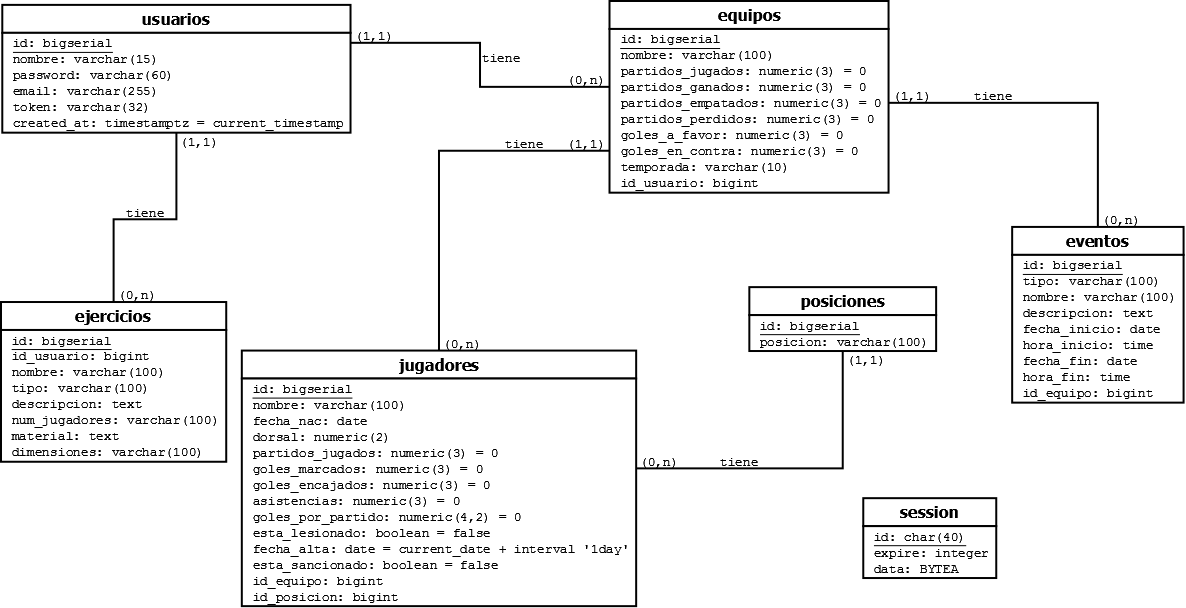 usuarios
id: bigserial
nombre: varchar(15)
password: varchar(60)
email: varchar(255)
token: varchar(32)
created_at: timestamptz = current_timestamp
(1,1)
tiene
(0,n)
equipos
id: bigserial
nombre: varchar(100)
partidos_jugados: numeric(3) = 0
partidos_ganados: numeric(3) = 0
partidos_empatados: numeric(3) = 0
partidos_perdidos: numeric(3) = 0
goles_a_favor: numeric(3) = 0
goles_en_contra: numeric(3) = 0
temporada: varchar(10)
id_usuario: bigint
(1,1)
tiene
(0,n)
(1,1)
tiene
(0,n)
tiene
(1,1)
(0,n)
eventos
id: bigserial
tipo: varchar(100)
nombre: varchar(100)
descripcion: text
fecha_inicio: date
hora_inicio: time
fecha_fin: date
hora_fin: time
id_equipo: bigint
ejercicios
id: bigserial
id_usuario: bigint
nombre: varchar(100)
tipo: varchar(100)
descripcion: text
num_jugadores: varchar(100)
material: text
dimensiones: varchar(100)
jugadores
id: bigserial
nombre: varchar(100)
fecha_nac: date
dorsal: numeric(2)
partidos_jugados: numeric(3) = 0
goles_marcados: numeric(3) = 0
goles_encajados: numeric(3) = 0
asistencias: numeric(3) = 0
goles_por_partido: numeric(4,2) = 0
esta_lesionado: boolean = false
fecha_alta: date = current_date + interval '1day'
esta_sancionado: boolean = false
id_equipo: bigint
id_posicion: bigint
posiciones
id: bigserial
posicion: varchar(100)
(1,1)
(0,n)
tiene
session
id: char(40)
expire: integer
data: BYTEA